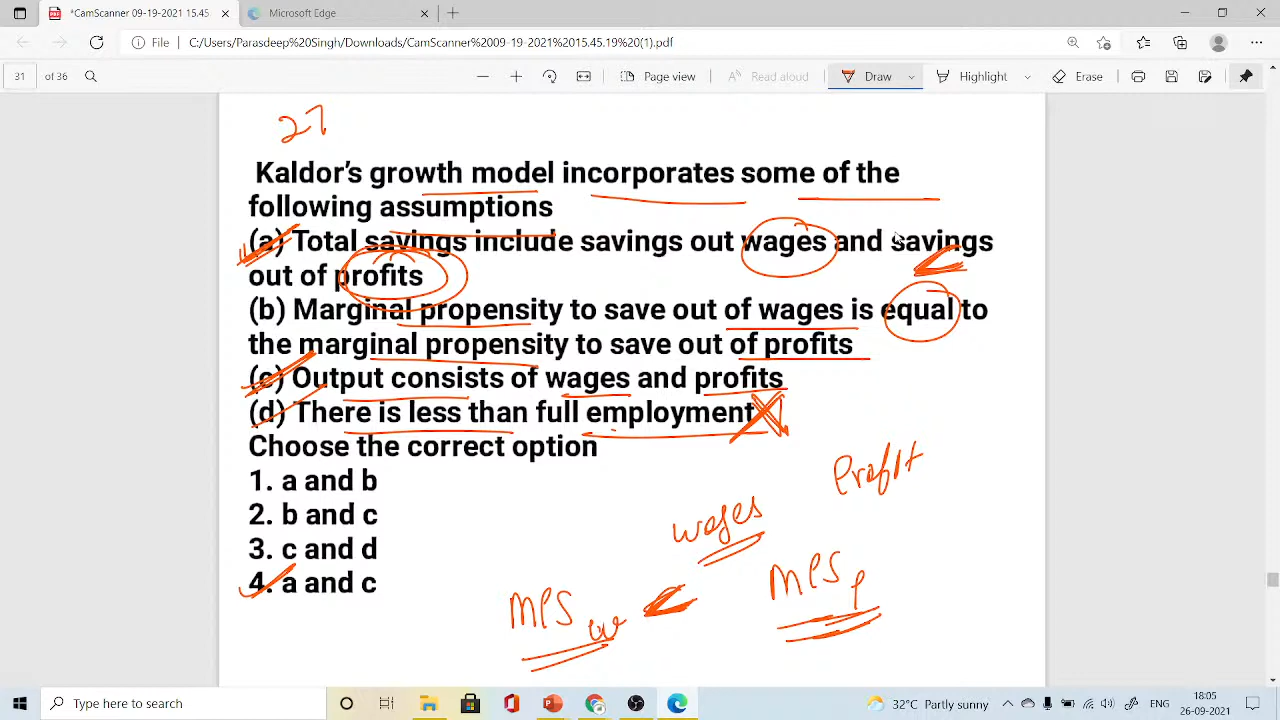 09-19-2021 15.45
Microsoft Edge
File
C:/Users/Paradeep%20Singh/Downloads/CamScanner%2009-19-2021%2015.45.19%20(1).pdf
31 of 36
Page view
Read aloud
Draw
Highlight
Erase
27
Kaldor's growth model incorporates some of the
following assumptions
(a) Total savings include savings out wages and savings
out of profits
(b) Marginal propensity to save out of wages is equal to
the marginal propensity to save out of profits
(c) Output consists of wages and profits
(d) There is less than full employment
Choose the correct option
1. a and b
2. b and c
3. c and d
4. a and c
Profit
wages
MPS w < MPS p
Type here to search
32°C Partly sunny
ENG
18:05
26-09-2021